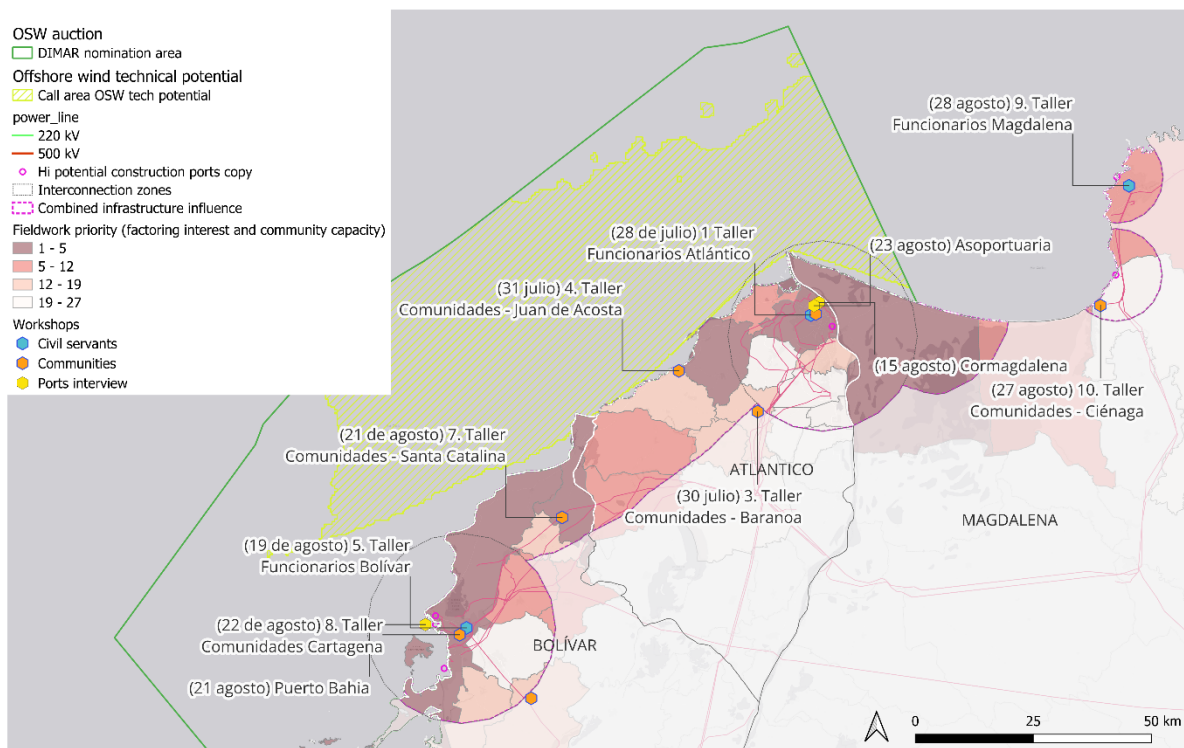 OSW auction
DIMAR nomination area
Offshore wind technical potential
Call area OSW tech potential
power_line
220 kV
500 kV
Hi potential construction ports copy
Interconnection zones
Combined infrastructure influence
Fieldwork priority (factoring interest and community capacity)
1 - 5
5 - 12
12 - 19
19 - 27
Workshops
Civil servants
Communities
Ports interview
(28 agosto) 9. Taller
Funcionarios Magdalena
(28 de julio) 1 Taller
Funcionarios Atlántico
(23 agosto) Asoportuaria
(31 julio) 4. Taller
Comunidades - Juan de Acosta
(15 agosto) Cormagdalena
(27 agosto) 10. Taller
Comunidades - Ciénaga
(21 de agosto) 7. Taller
Comunidades - Santa Catalina
ATLANTICO
(30 julio) 3. Taller
Comunidades - Baranoa
MAGDALENA
(19 de agosto) 5. Taller
Funcionarios Bolívar
(22 de agosto) 8. Taller
Comunidades Cartagena
BOLÍVAR
(21 agosto) Puerto Bahia
0 25 50 km